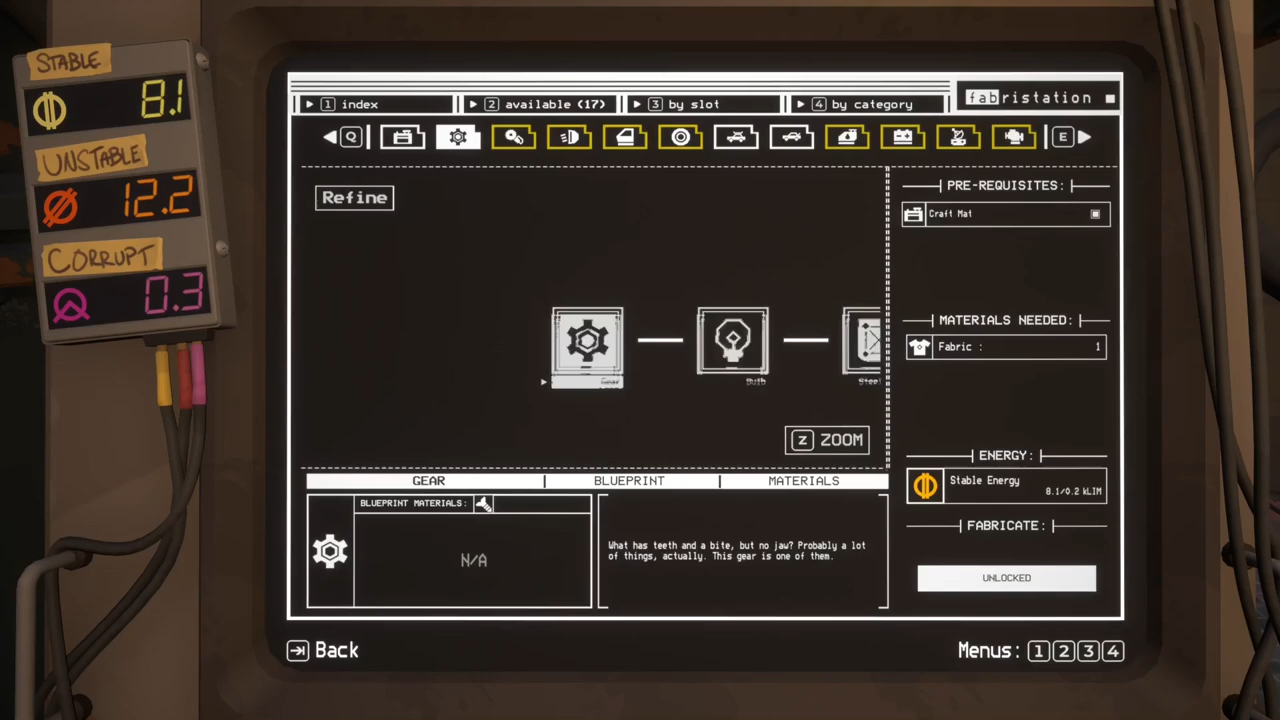 STABLE
8.1
UNSTABLE
12.2
CORRUPT
0.3
1 index
2 available (17)
3 by slot
4 by category
fabristation
Q
E
Refine
Gear
Bulb
Steel
Z ZOOM
PRE-REQUISITES:
Craft Mat
MATERIALS NEEDED:
Fabric : 1
ENERGY:
Stable Energy
8.1/0.2 kLIM
FABRICATE:
UNLOCKED
GEAR
BLUEPRINT
MATERIALS
BLUEPRINT MATERIALS:
N/A
What has teeth and a bite, but no jaw? Probably a lot
of things, actually. This gear is one of them.
Back
Menus: 1 2 3 4